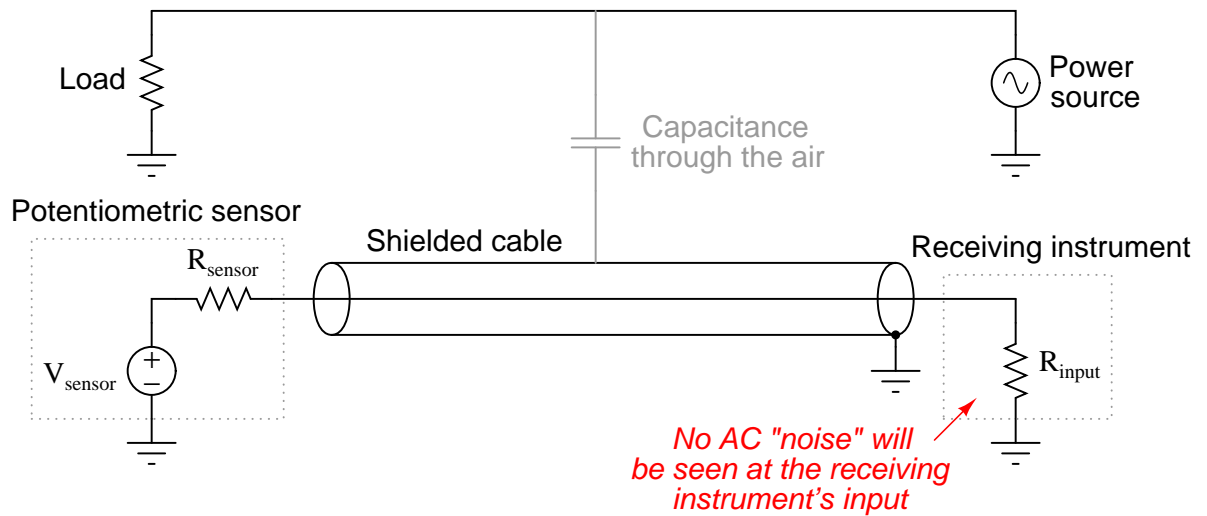 Load
Power
source
Capacitance
through the air
Potentiometric sensor
Shielded cable
Receiving instrument
Rsensor
Vsensor
+
−
Rinput
No AC "noise" will
be seen at the receiving
instrument's input